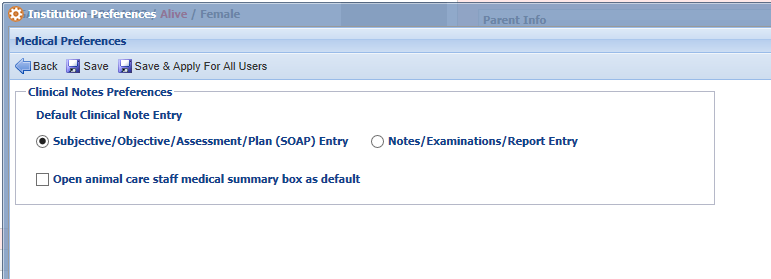 Institution Preferences / Alive / Female
Parent Info
Medical Preferences
Back Save Save & Apply For All Users
Clinical Notes Preferences
Default Clinical Note Entry
Subjective/Objective/Assessment/Plan (SOAP) Entry Notes/Examinations/Report Entry
Open animal care staff medical summary box as default